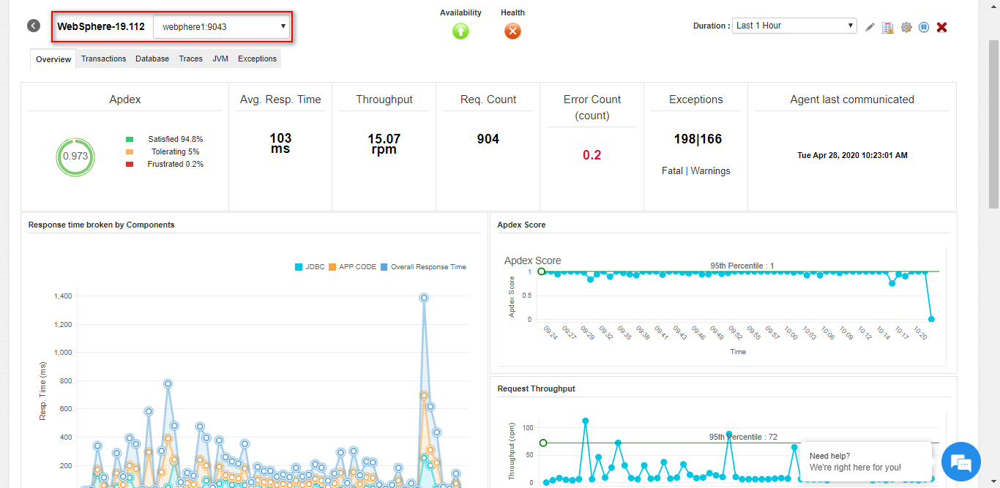 Availability
Health
WebSphere-19.112
webphere1:9043
Duration :
Last 1 Hour
Overview
Transactions
Database
Traces
JVM
Exceptions
Apdex
0.973
Satisfied 94.8%
Tolerating 5%
Frustrated 0.2%
Avg. Resp. Time
103
ms
Throughput
15.07
rpm
Req. Count
904
Error Count
(count)
0.2
Exceptions
198|166
Fatal | Warnings
Agent last communicated
Tue Apr 28, 2020 10:23:01 AM
Response time broken by Components
JDBC
APP CODE
Overall Response Time
Resp. Time (ms)
1,400
1,200
1,000
800
600
400
200
Apdex Score
Apdex Score
95th Percentile : 1
Apdex Score
1
0.5
0
09:24
09:27
09:29
09:32
09:35
09:38
09:41
09:43
09:46
09:49
09:52
09:55
09:57
10:00
10:03
10:06
10:09
10:12
10:14
10:17
10:20
Time
Request Throughput
Throughput (cpm)
100
50
0
95th Percentile : 72
Need help?
We're right here for you!